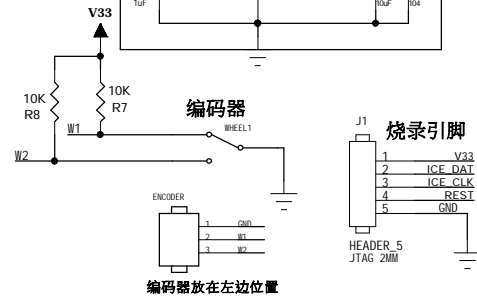 1uF
10uF
104
V33
10K
R8
10K
R7
编码器
WHEEL1
W1
W2
J1
烧录引脚
1 V33
2 ICE_DAT
3 ICE_CLK
4 REST
5 GND
HEADER_5
JTAG 2MM
ENCODER
1 GND
2 W1
3 W2
编码器放在左边位置